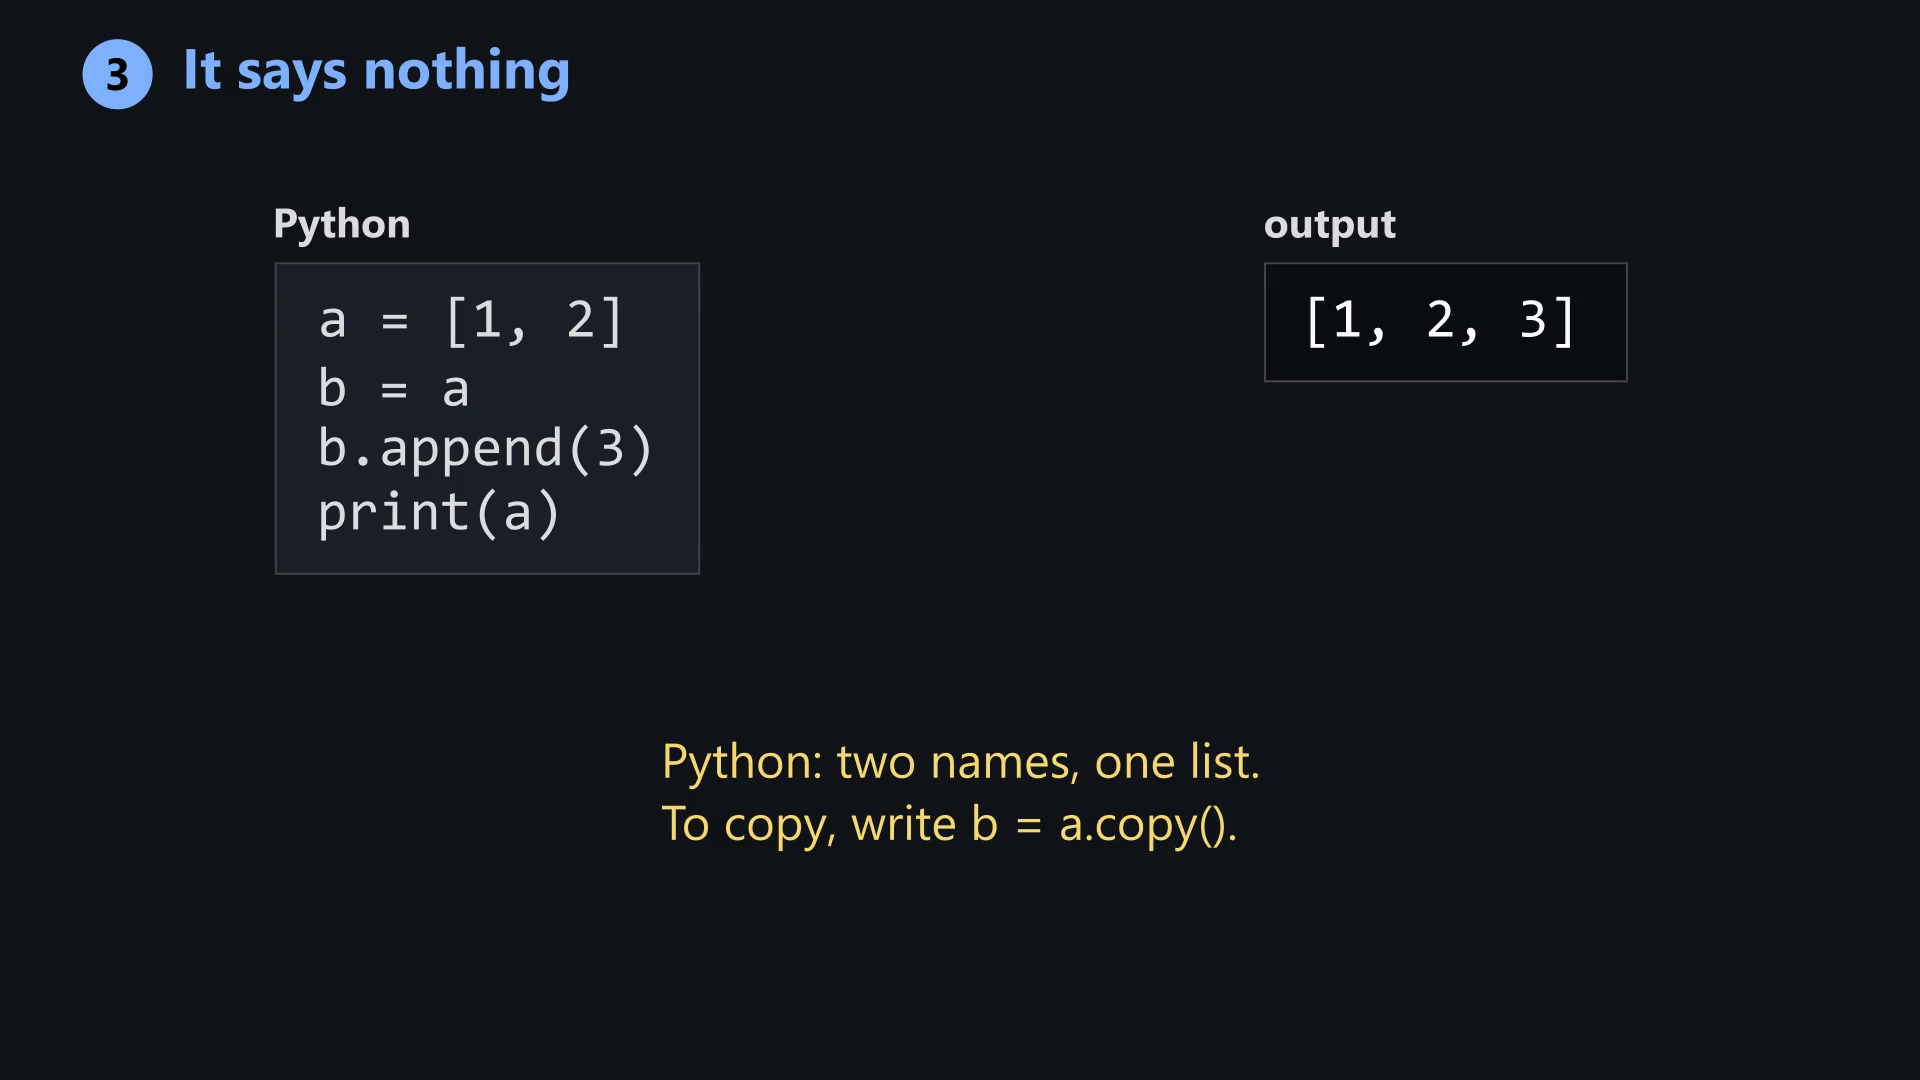 3 It says nothing
Python
a = [1, 2]
b = a
b.append(3)
print(a)
output
[1, 2, 3]
Python: two names, one list.
To copy, write b = a.copy().